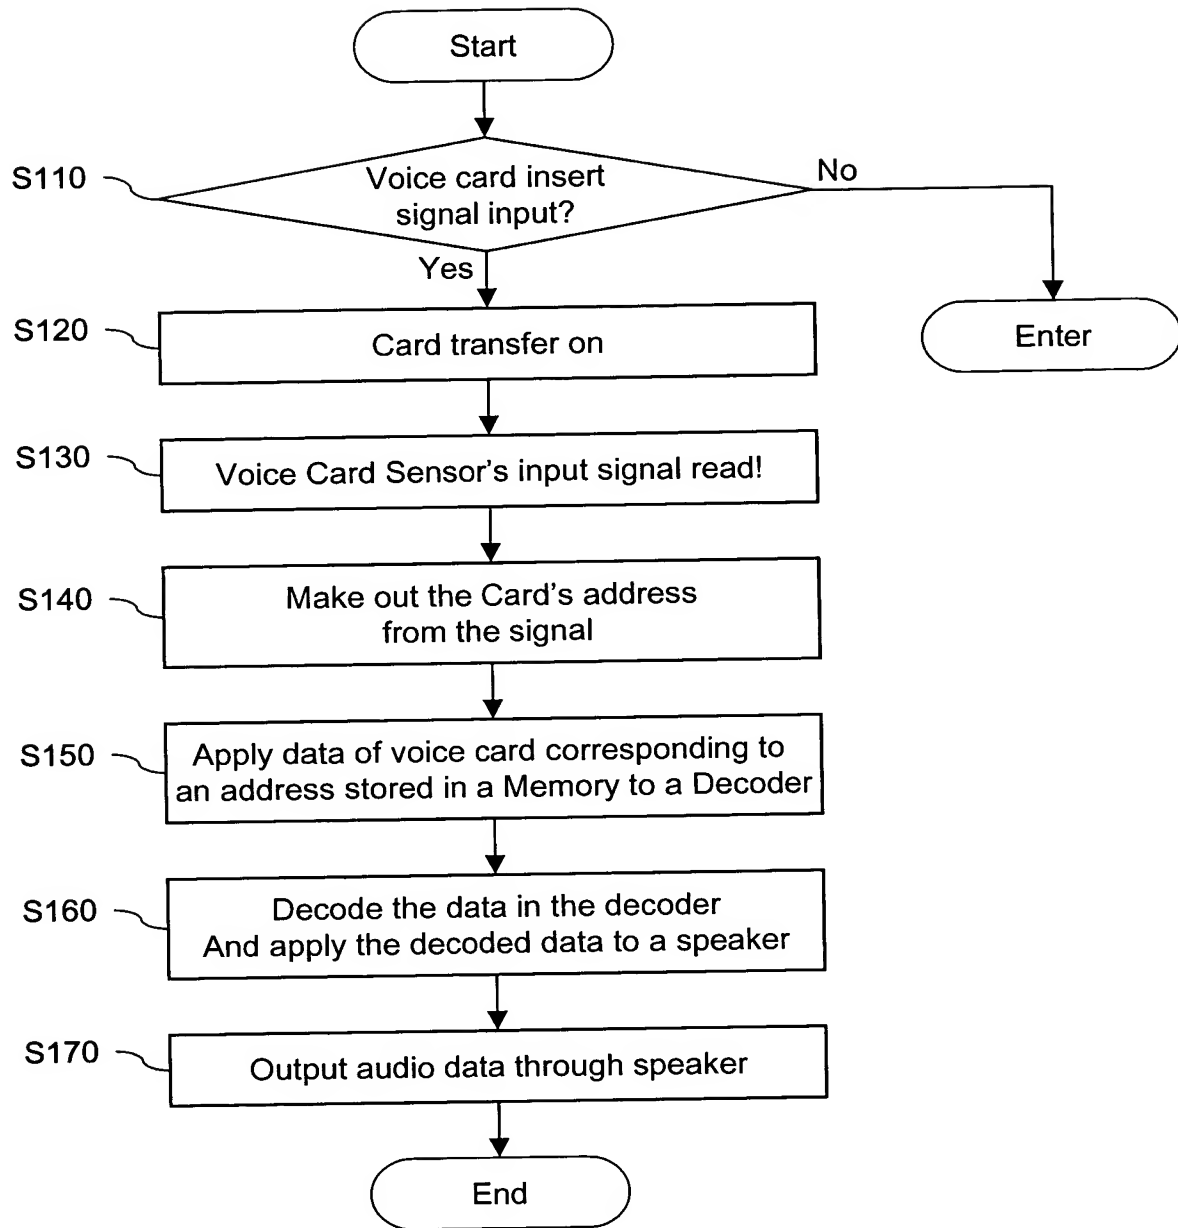 Start
S110
Voice card insert
signal input?
No
Yes
S120
Card transfer on
Enter
S130
Voice Card Sensor's input signal read!
S140
Make out the Card's address
from the signal
S150
Apply data of voice card corresponding to
an address stored in a Memory to a Decoder
S160
Decode the data in the decoder
And apply the decoded data to a speaker
S170
Output audio data through speaker
End